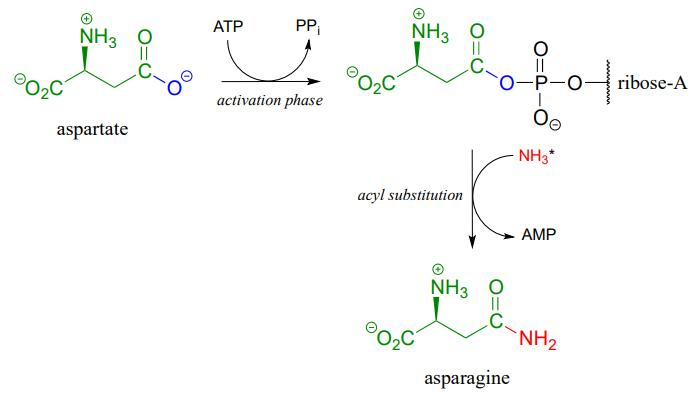 ⊕
NH₃ O
C
⊖O₂C O⊖
aspartate
ATP PPᵢ
activation phase
⊕
NH₃ O
C
⊖O₂C O P O ribose-A
O
O⊖
NH₃*
acyl substitution
AMP
⊕
NH₃ O
C
⊖O₂C NH₂
asparagine